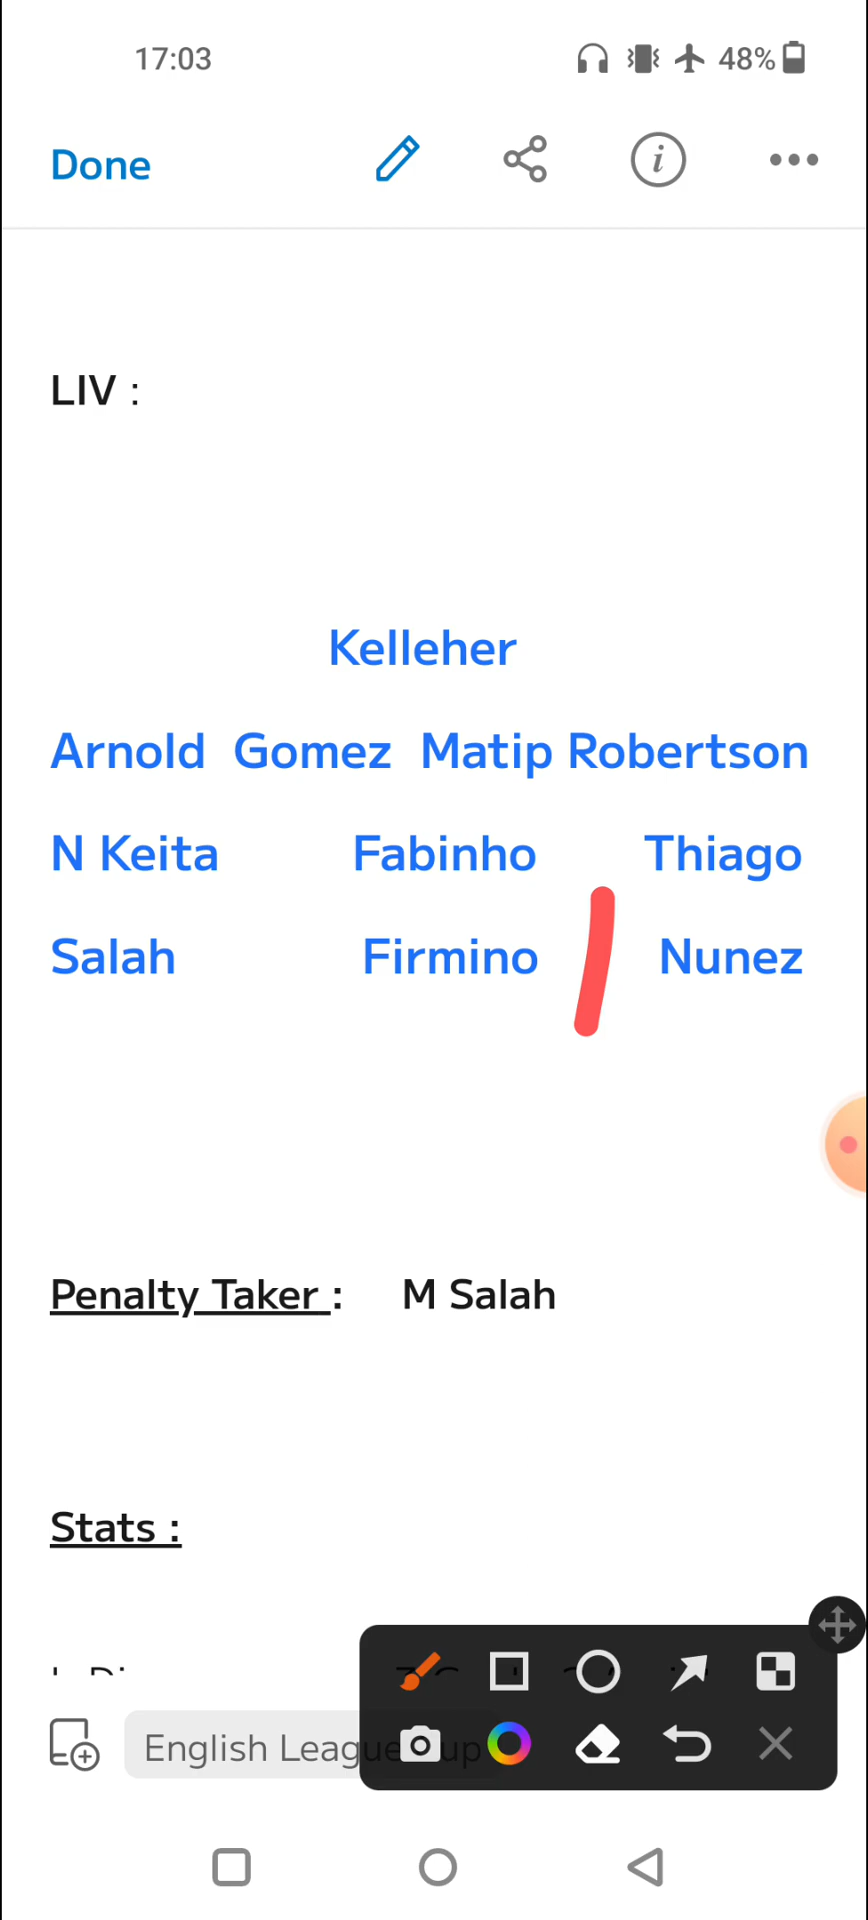 17:03 48%
Done
LIV :
Kelleher
Arnold Gomez Matip Robertson
N Keita Fabinho Thiago
Salah Firmino Nunez
Penalty Taker : M Salah
Stats :
English League up